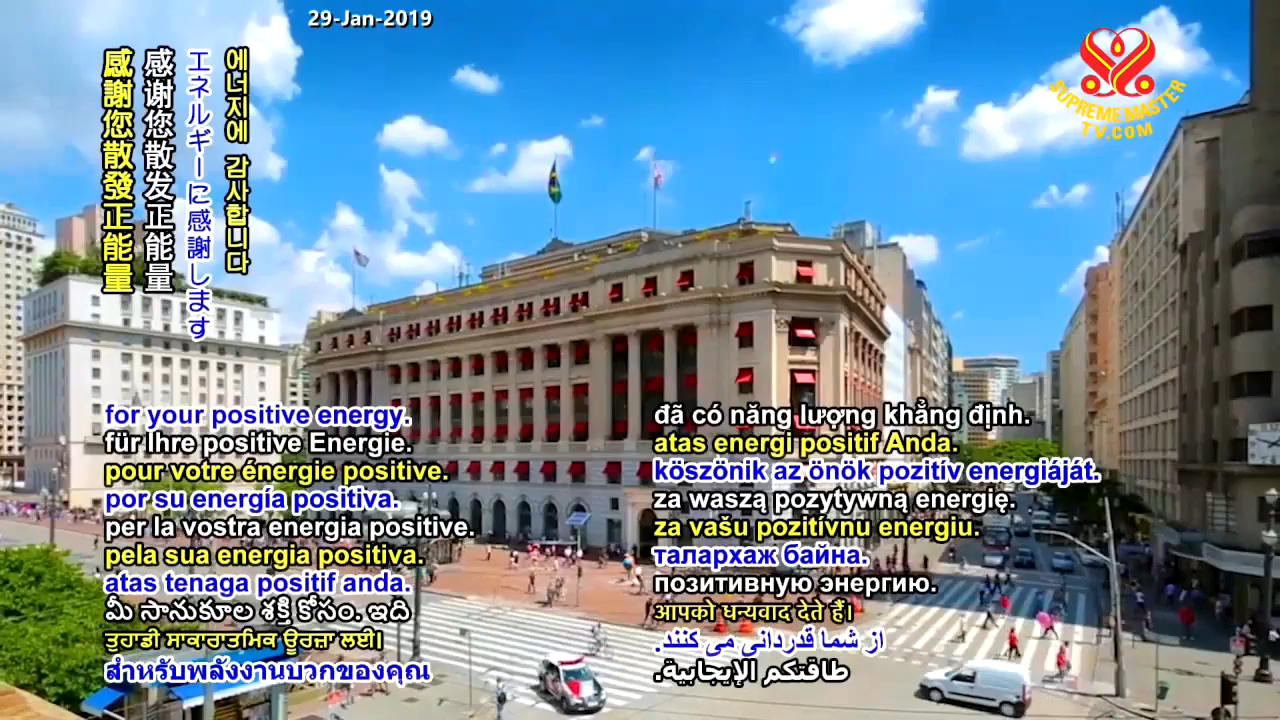 29-Jan-2019
SUPREME MASTER
TV.COM
感謝您散發正能量
感谢您散发正能量
エネルギーに感謝します
에너지에 감사합니다
for your positive energy.
für Ihre positive Energie.
pour votre énergie positive.
por su energía positiva.
per la vostra energia positive.
pela sua energia positiva.
atas tenaga positif anda.
మీ సానుకూల శక్తి కోసం. ఇది
ਤੁਹਾਡੀ ਸਾਕਾਰਾਤਮਿਕ ਊਰਜ਼ਾ ਲਈ।
สำหรับพลังงานบวกของคุณ
đã có năng lượng khẳng định.
atas energi positif Anda.
köszönik az önök pozitív energiáját.
za waszą pozytywną energię.
za vašu pozitívnu energiu.
талархаж байна.
позитивную энергию.
आपको धन्यवाद देते हैं।
از شما قدردانی می کنند.
طاقتكم الإيجابية.